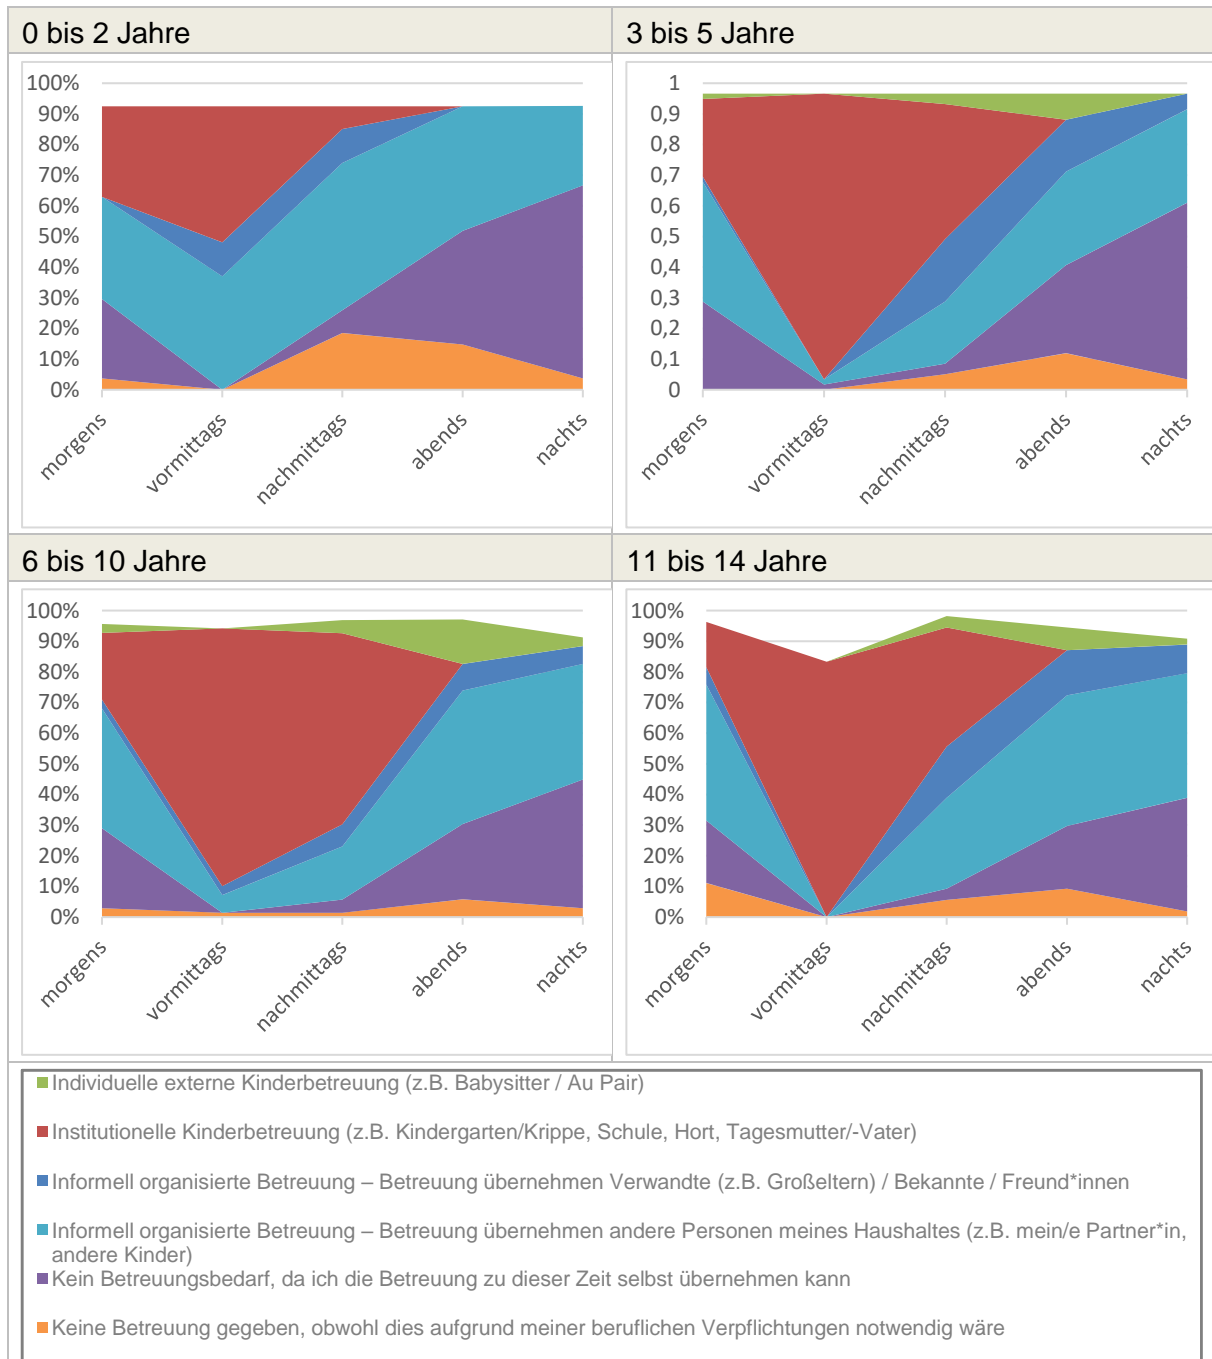 0 bis 2 Jahre
3 bis 5 Jahre
100%
90%
80%
70%
60%
50%
40%
30%
20%
10%
0%
morgens
vormittags
nachmittags
abends
nachts
1
0,9
0,8
0,7
0,6
0,5
0,4
0,3
0,2
0,1
0
morgens
vormittags
nachmittags
abends
nachts
6 bis 10 Jahre
11 bis 14 Jahre
100%
90%
80%
70%
60%
50%
40%
30%
20%
10%
0%
morgens
vormittags
nachmittags
abends
nachts
100%
90%
80%
70%
60%
50%
40%
30%
20%
10%
0%
morgens
vormittags
nachmittags
abends
nachts
Individuelle externe Kinderbetreuung (z.B. Babysitter / Au Pair)
Institutionelle Kinderbetreuung (z.B. Kindergarten/Krippe, Schule, Hort, Tagesmutter/-Vater)
Informell organisierte Betreuung – Betreuung übernehmen Verwandte (z.B. Großeltern) / Bekannte / Freund*innen
Informell organisierte Betreuung – Betreuung übernehmen andere Personen meines Haushaltes (z.B. mein/e Partner*in,
andere Kinder)
Kein Betreuungsbedarf, da ich die Betreuung zu dieser Zeit selbst übernehmen kann
Keine Betreuung gegeben, obwohl dies aufgrund meiner beruflichen Verpflichtungen notwendig wäre